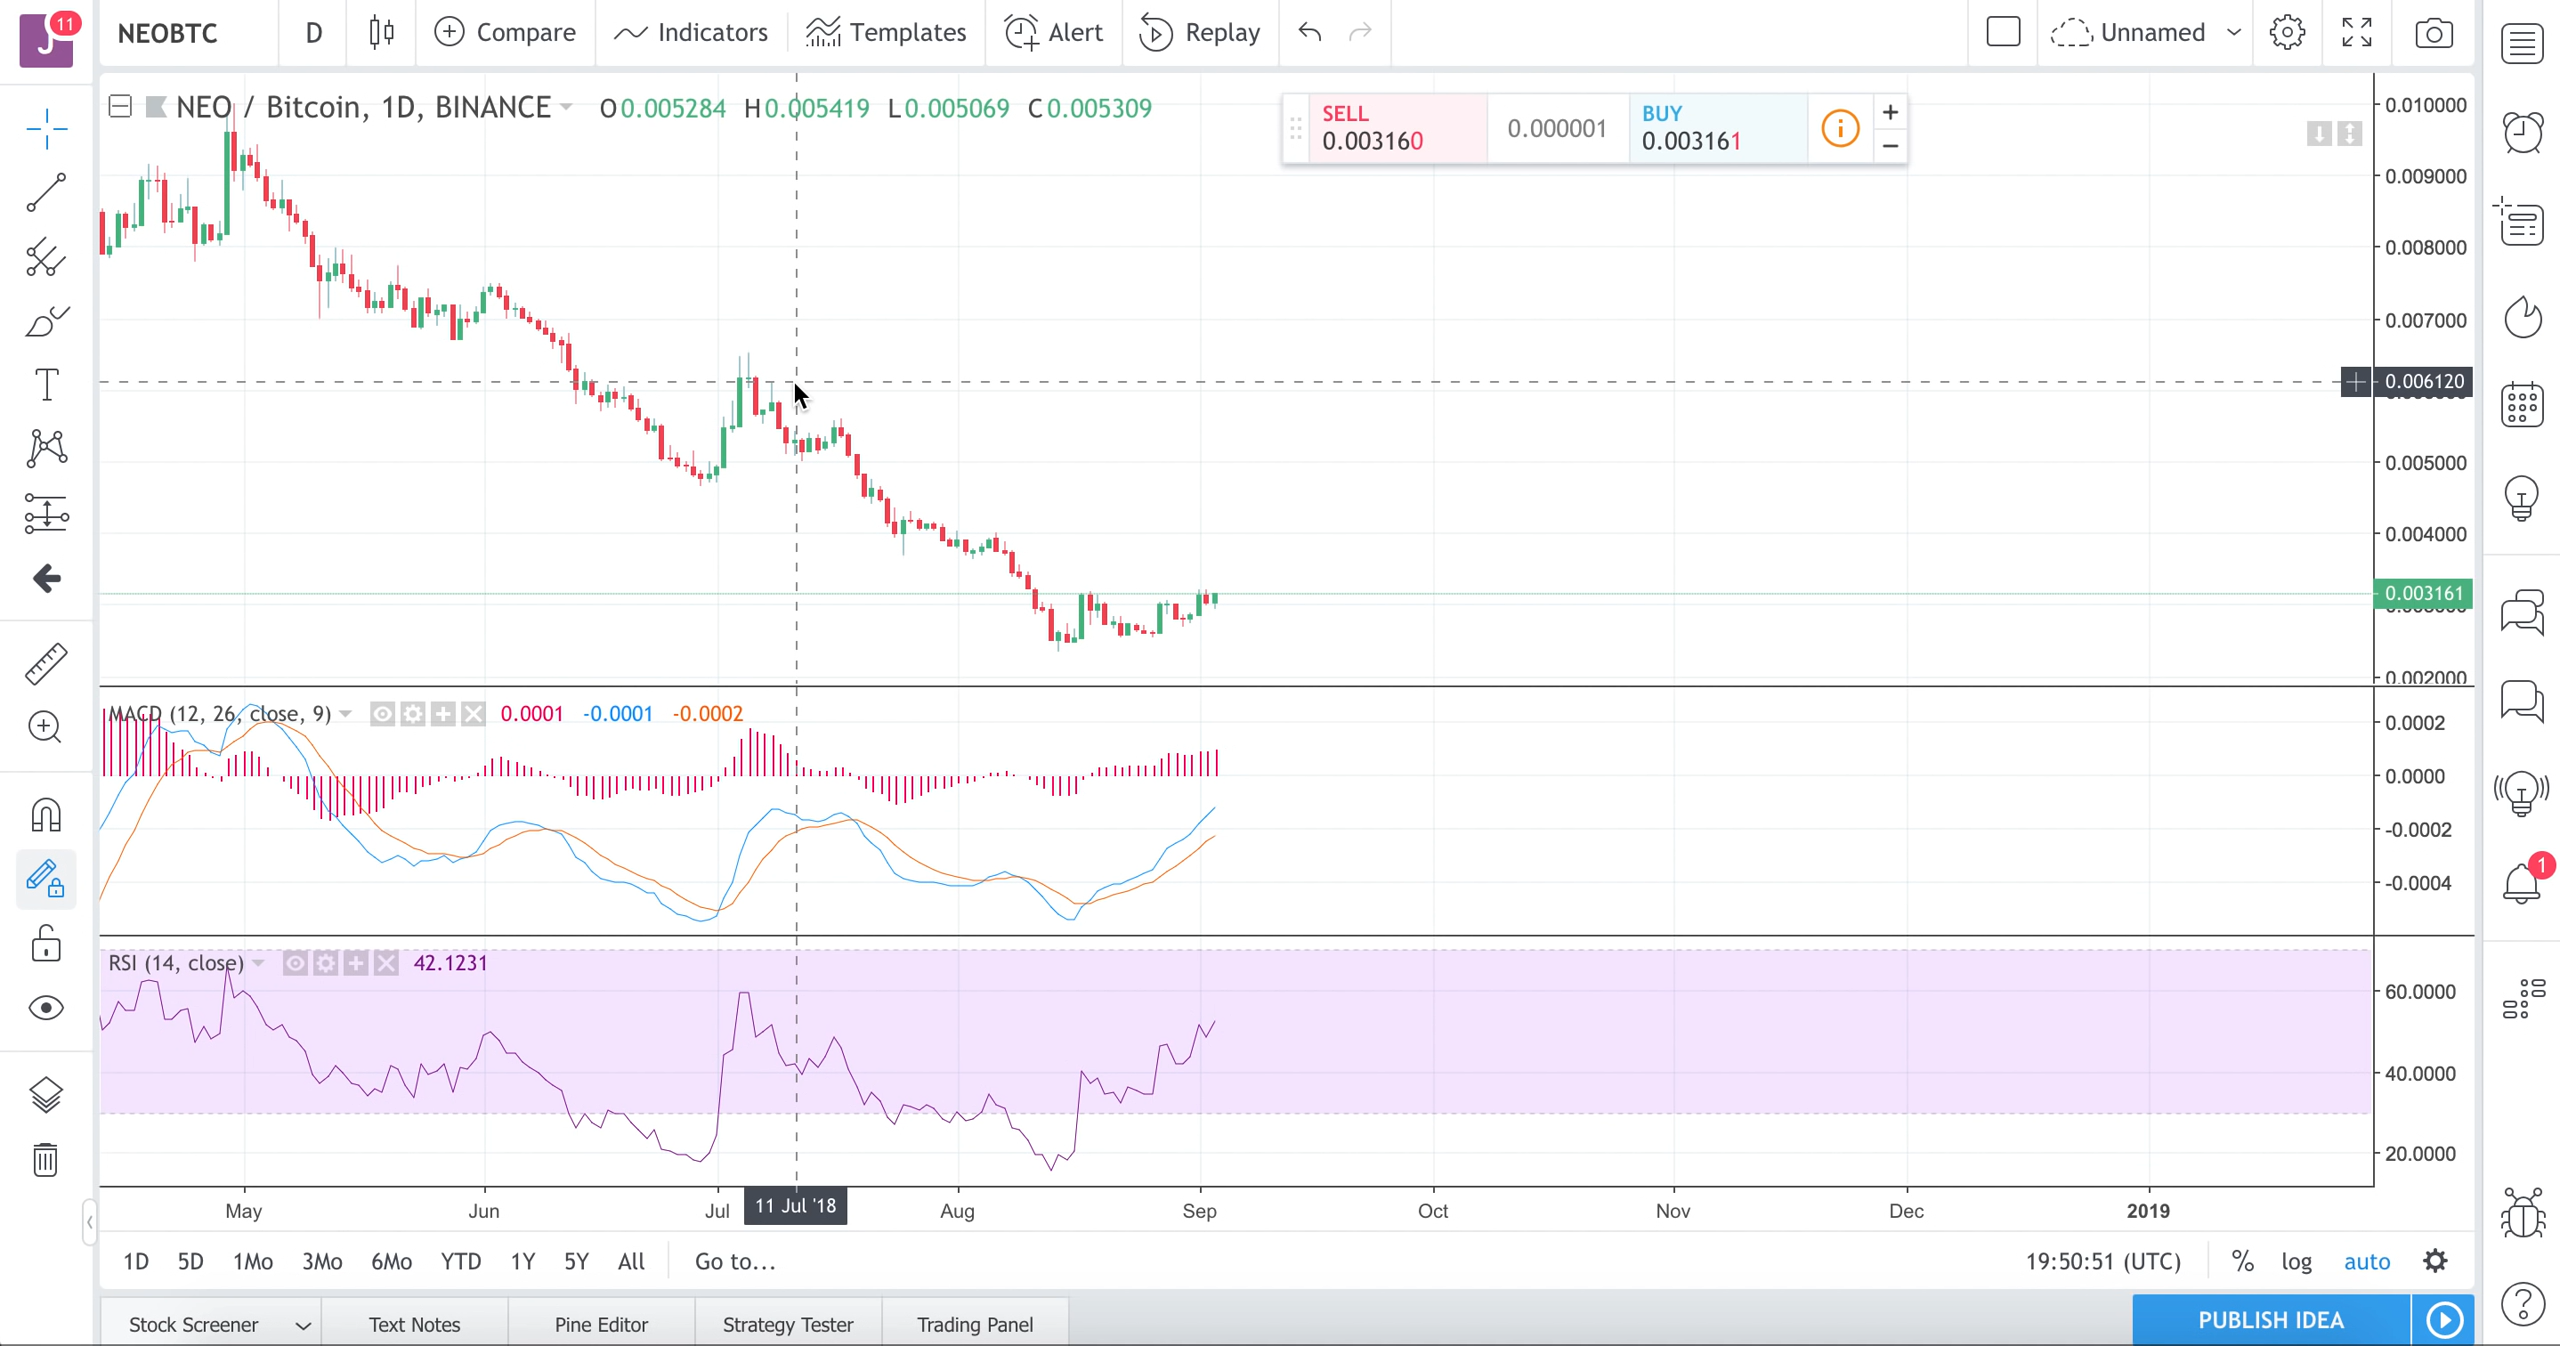 J 11
NEOBTC D Compare Indicators Templates Alert Replay Unnamed
NEO / Bitcoin, 1D, BINANCE O0.005284 H0.005419 L0.005069 C0.005309
SELL
0.003160
0.000001
BUY
0.003161
0.010000
0.009000
0.008000
0.007000
0.006120
0.005000
0.004000
0.003161
0.002000
MACD (12, 26, close, 9) 0.0001 -0.0001 -0.0002
0.0002
0.0000
-0.0002
-0.0004
1
RSI (14, close) 42.1231
60.0000
40.0000
20.0000
May Jun Jul 11 Jul '18 Aug Sep Oct Nov Dec 2019
1D 5D 1Mo 3Mo 6Mo YTD 1Y 5Y All Go to... 19:50:51 (UTC) % log auto
Stock Screener Text Notes Pine Editor Strategy Tester Trading Panel PUBLISH IDEA